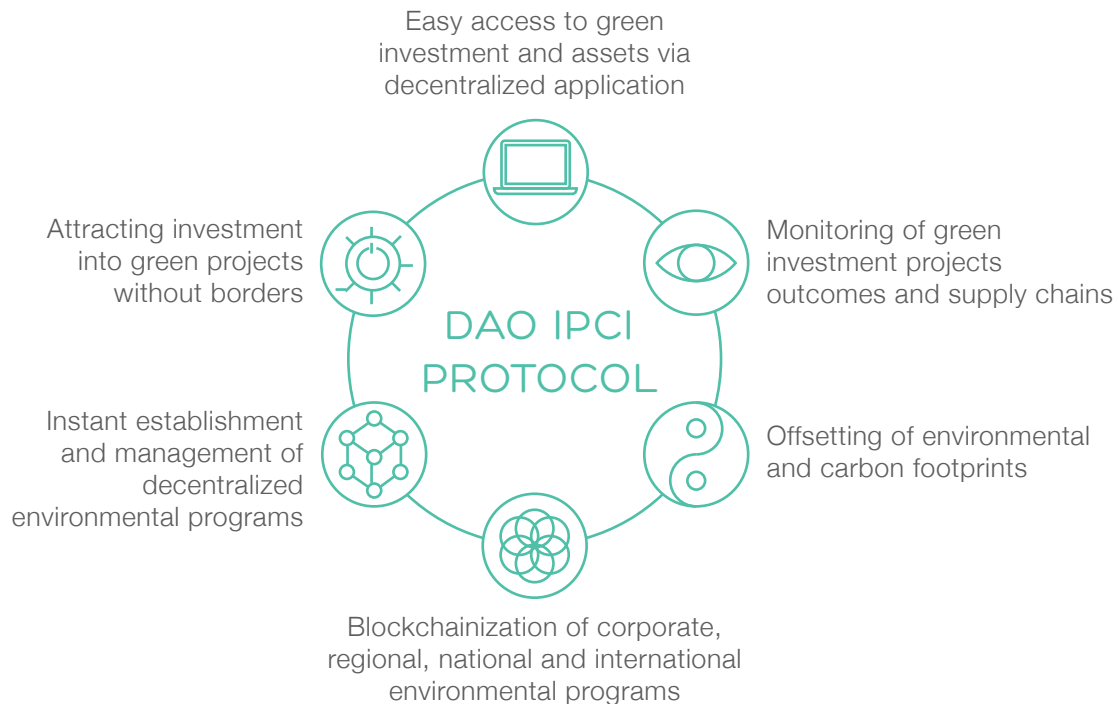 Easy access to green
investment and assets via
decentralized application
Attracting investment
into green projects
without borders
Monitoring of green
investment projects
outcomes and supply chains
DAO IPCI
PROTOCOL
Instant establishment
and management of
decentralized
environmental programs
Offsetting of environmental
and carbon footprints
Blockchainization of corporate,
regional, national and international
environmental programs